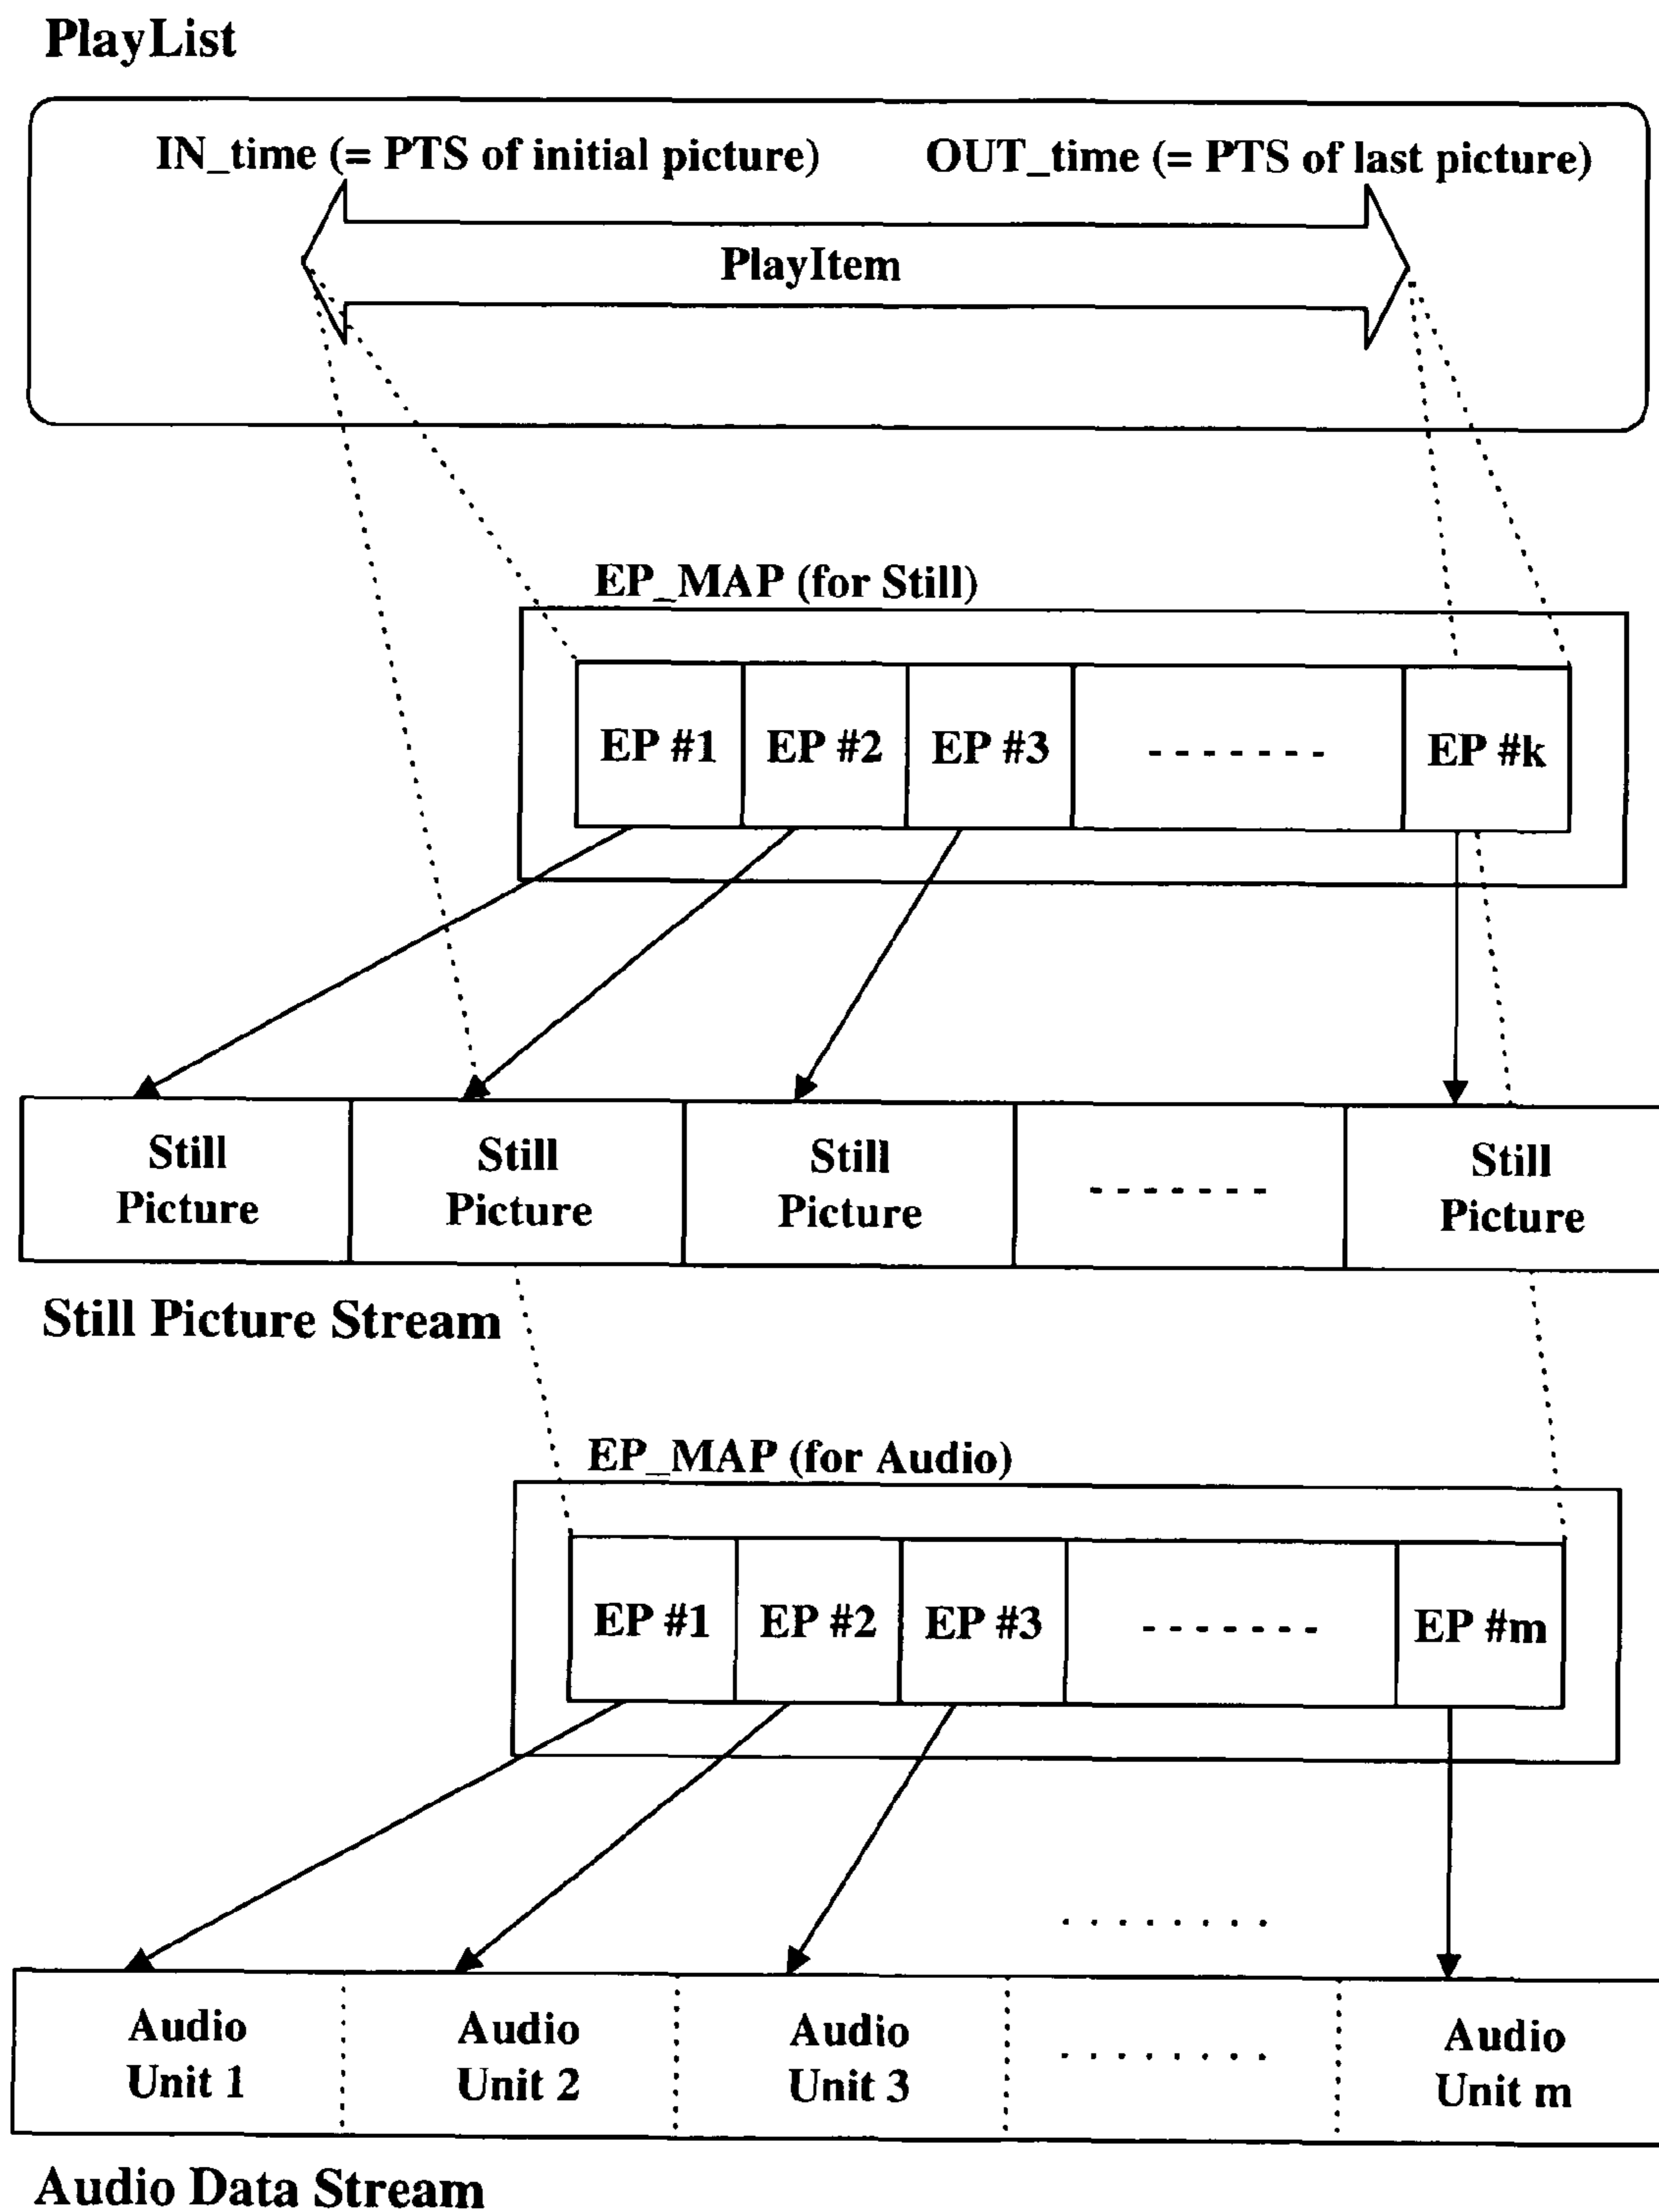 PlayList
IN_time (= PTS of initial picture) OUT_time (= PTS of last picture)
PlayItem
EP_MAP (for Still)
EP #1 EP #2 EP #3 ------- EP #k
Still Picture
Still Picture
Still Picture
-------
Still Picture
Still Picture Stream
EP_MAP (for Audio)
EP #1 EP #2 EP #3 ------- EP #m
.........
Audio Unit 1
Audio Unit 2
Audio Unit 3
.........
Audio Unit m
Audio Data Stream